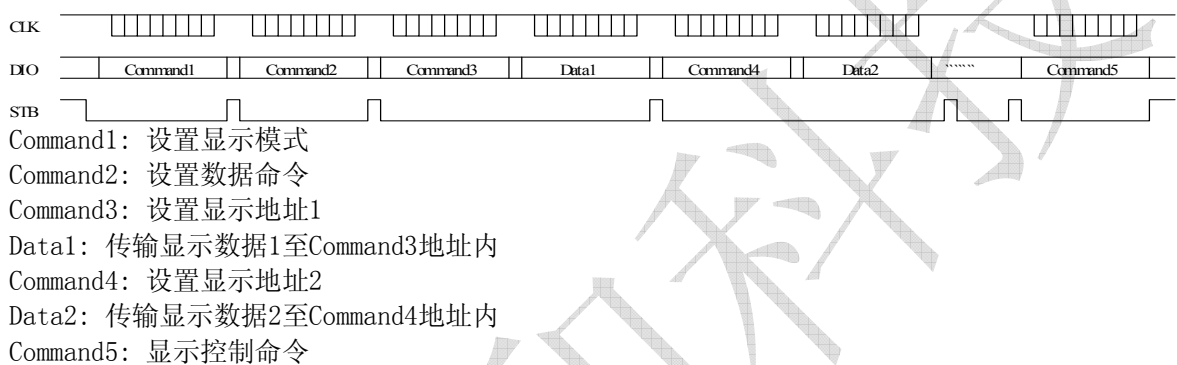 CLK
DIO Command1 Command2 Command3 Data1 Command4 Data2 ``````  Command5
STB
Command1: 设置显示模式
Command2: 设置数据命令
Command3: 设置显示地址1
Data1: 传输显示数据1至Command3地址内
Command4: 设置显示地址2
Data2: 传输显示数据2至Command4地址内
Command5: 显示控制命令